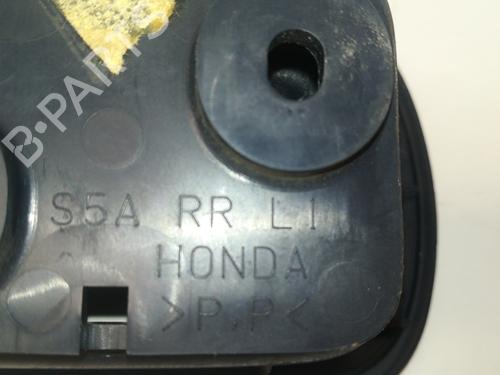 B-PARTS
S5A RR L1
HONDA
>P.P<